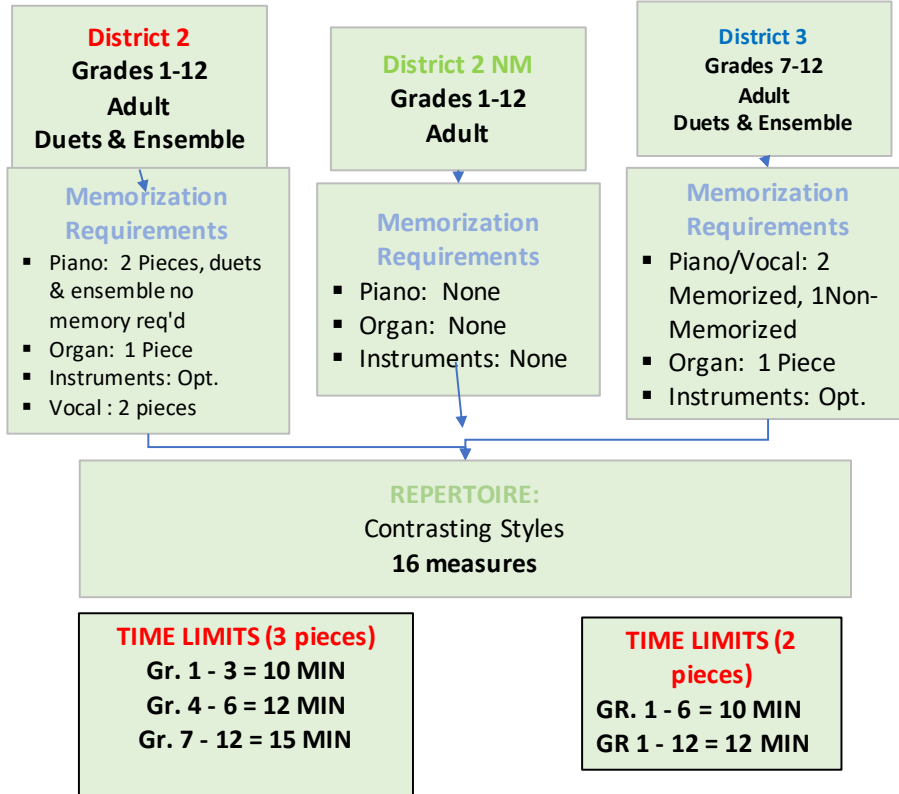 District 2
Grades 1-12
Adult
Duets & Ensemble
Memorization
Requirements
▪ Piano: 2 Pieces, duets
& ensemble no
memory req'd
▪ Organ: 1 Piece
▪ Instruments: Opt.
▪ Vocal : 2 pieces
District 2 NM
Grades 1-12
Adult
Memorization
Requirements
▪ Piano: None
▪ Organ: None
▪ Instruments: None
District 3
Grades 7-12
Adult
Duets & Ensemble
Memorization
Requirements
▪ Piano/Vocal: 2
Memorized, 1Non-
Memorized
▪ Organ: 1 Piece
▪ Instruments: Opt.
REPERTOIRE:
Contrasting Styles
16 measures
TIME LIMITS (3 pieces)
Gr. 1 - 3 = 10 MIN
Gr. 4 - 6 = 12 MIN
Gr. 7 - 12 = 15 MIN
TIME LIMITS (2
pieces)
GR. 1 - 6 = 10 MIN
GR 1 - 12 = 12 MIN